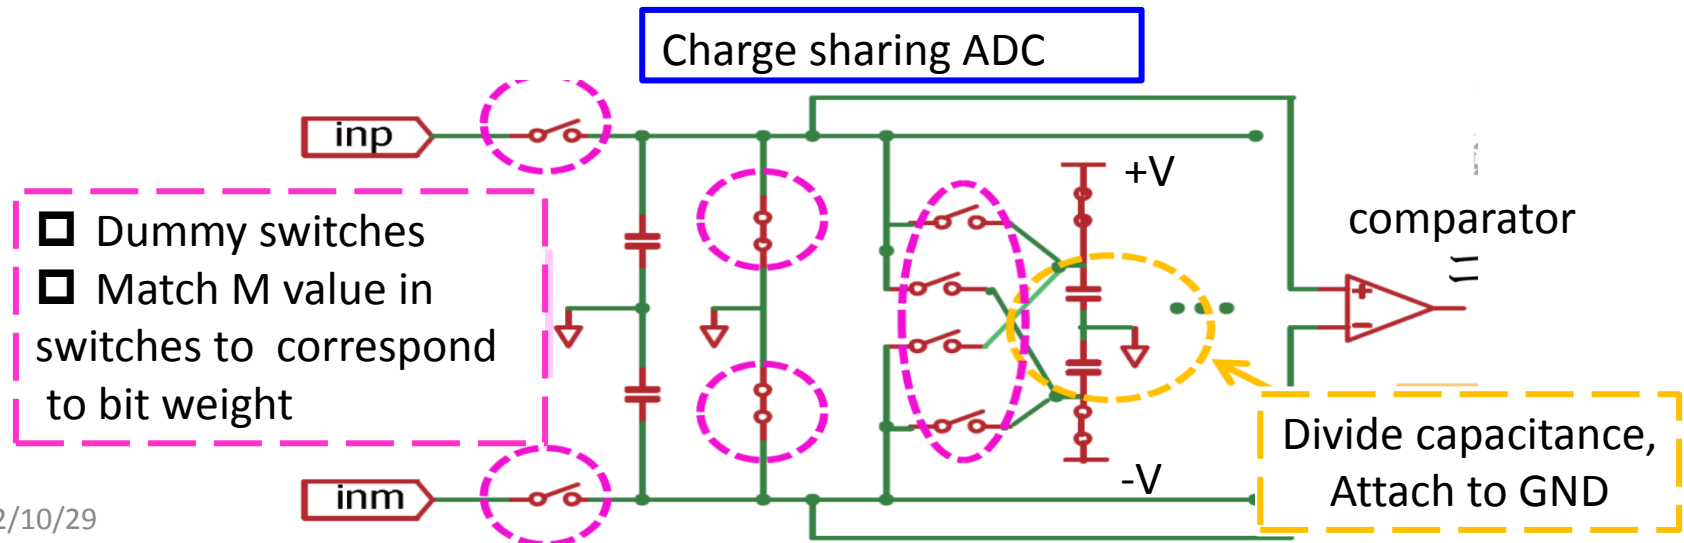 Charge sharing ADC
inp
+V
comparator
❑ Dummy switches
❑ Match M value in
switches to correspond
to bit weight
+
−
Divide capacitance,
Attach to GND
-V
inm
2/10/29